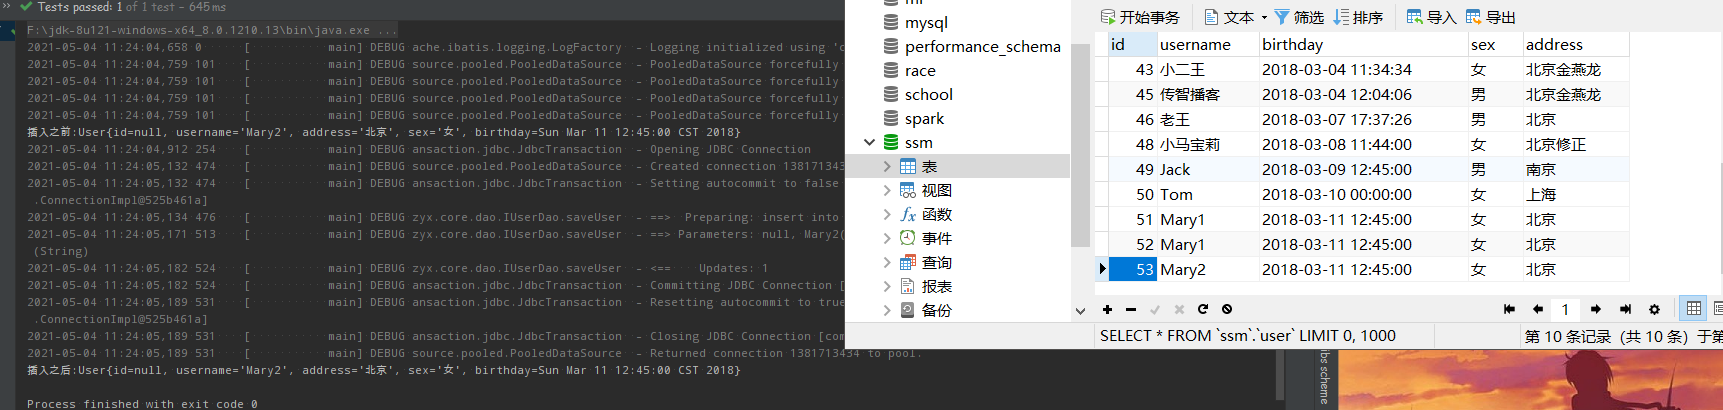 Tests passed: 1 of 1 test – 645 ms
F:\jdk-8u121-windows-x64_8.0.1210.13\bin\java.exe ...
2021-05-04 11:24:04,658 0 [ main] DEBUG ache.ibatis.logging.LogFactory - Logging initialized using 'c
2021-05-04 11:24:04,759 101 [ main] DEBUG source.pooled.PooledDataSource - PooledDataSource forcefully
2021-05-04 11:24:04,759 101 [ main] DEBUG source.pooled.PooledDataSource - PooledDataSource forcefully
2021-05-04 11:24:04,759 101 [ main] DEBUG source.pooled.PooledDataSource - PooledDataSource forcefully
2021-05-04 11:24:04,759 101 [ main] DEBUG source.pooled.PooledDataSource - PooledDataSource forcefully
插入之前:User{id=null, username='Mary2', address='北京', sex='女', birthday=Sun Mar 11 12:45:00 CST 2018}
2021-05-04 11:24:04,912 254 [ main] DEBUG ansaction.jdbc.JdbcTransaction - Opening JDBC Connection
2021-05-04 11:24:05,132 474 [ main] DEBUG source.pooled.PooledDataSource - Created connection 138171343
2021-05-04 11:24:05,132 474 [ main] DEBUG ansaction.jdbc.JdbcTransaction - Setting autocommit to false
.ConnectionImpl@525b461a]
2021-05-04 11:24:05,134 476 [ main] DEBUG zyx.core.dao.IUserDao.saveUser - ==> Preparing: insert into
2021-05-04 11:24:05,171 513 [ main] DEBUG zyx.core.dao.IUserDao.saveUser - ==> Parameters: null, Mary2(
(String)
2021-05-04 11:24:05,182 524 [ main] DEBUG zyx.core.dao.IUserDao.saveUser - <== Updates: 1
2021-05-04 11:24:05,182 524 [ main] DEBUG ansaction.jdbc.JdbcTransaction - Committing JDBC Connection [
2021-05-04 11:24:05,189 531 [ main] DEBUG ansaction.jdbc.JdbcTransaction - Resetting autocommit to true
.ConnectionImpl@525b461a]
2021-05-04 11:24:05,189 531 [ main] DEBUG ansaction.jdbc.JdbcTransaction - Closing JDBC Connection [com
2021-05-04 11:24:05,189 531 [ main] DEBUG source.pooled.PooledDataSource - Returned connection 1381713434 to pool.
插入之后:User{id=null, username='Mary2', address='北京', sex='女', birthday=Sun Mar 11 12:45:00 CST 2018}
Process finished with exit code 0
mysql
performance_schema
race
school
spark
ssm
表
视图
函数
事件
查询
报表
备份
开始事务 文本 筛选 排序 导入 导出
id username birthday sex address
43 小二王 2018-03-04 11:34:34 女 北京金燕龙
45 传智播客 2018-03-04 12:04:06 男 北京金燕龙
46 老王 2018-03-07 17:37:26 男 北京
48 小马宝莉 2018-03-08 11:44:00 女 北京修正
49 Jack 2018-03-09 12:45:00 男 南京
50 Tom 2018-03-10 00:00:00 女 上海
51 Mary1 2018-03-11 12:45:00 女 北京
52 Mary1 2018-03-11 12:45:00 女 北京
53 Mary2 2018-03-11 12:45:00 女 北京
1
SELECT * FROM `ssm`.`user` LIMIT 0, 1000
第 10 条记录 (共 10 条) 于第
ibs scheme